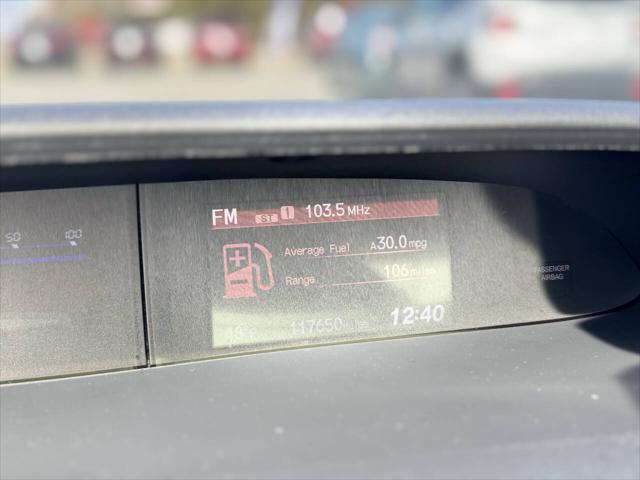 FM ST 1 103.5 MHz
50 100
Average Fuel A30.0mpg
Range 106miles
PASSENGER
AIRBAG
117650
12:40